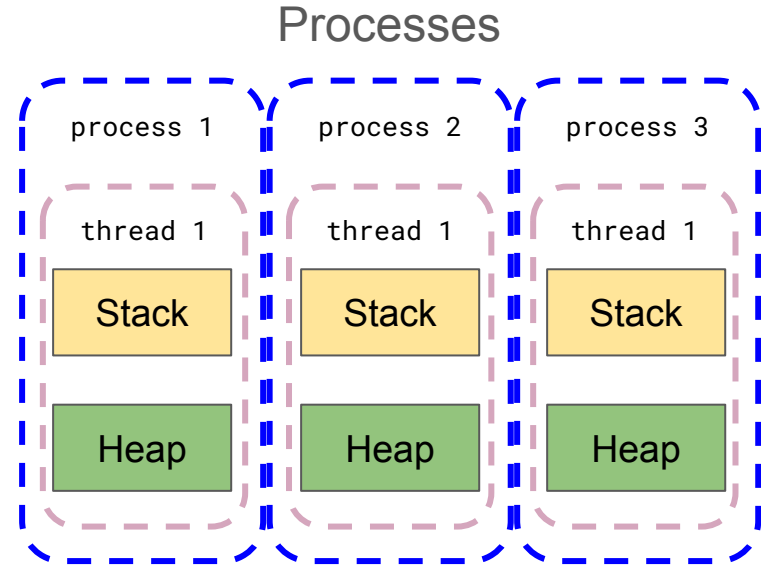 Processes
process 1
process 2
process 3
thread 1
thread 1
thread 1
Stack
Stack
Stack
Heap
Heap
Heap